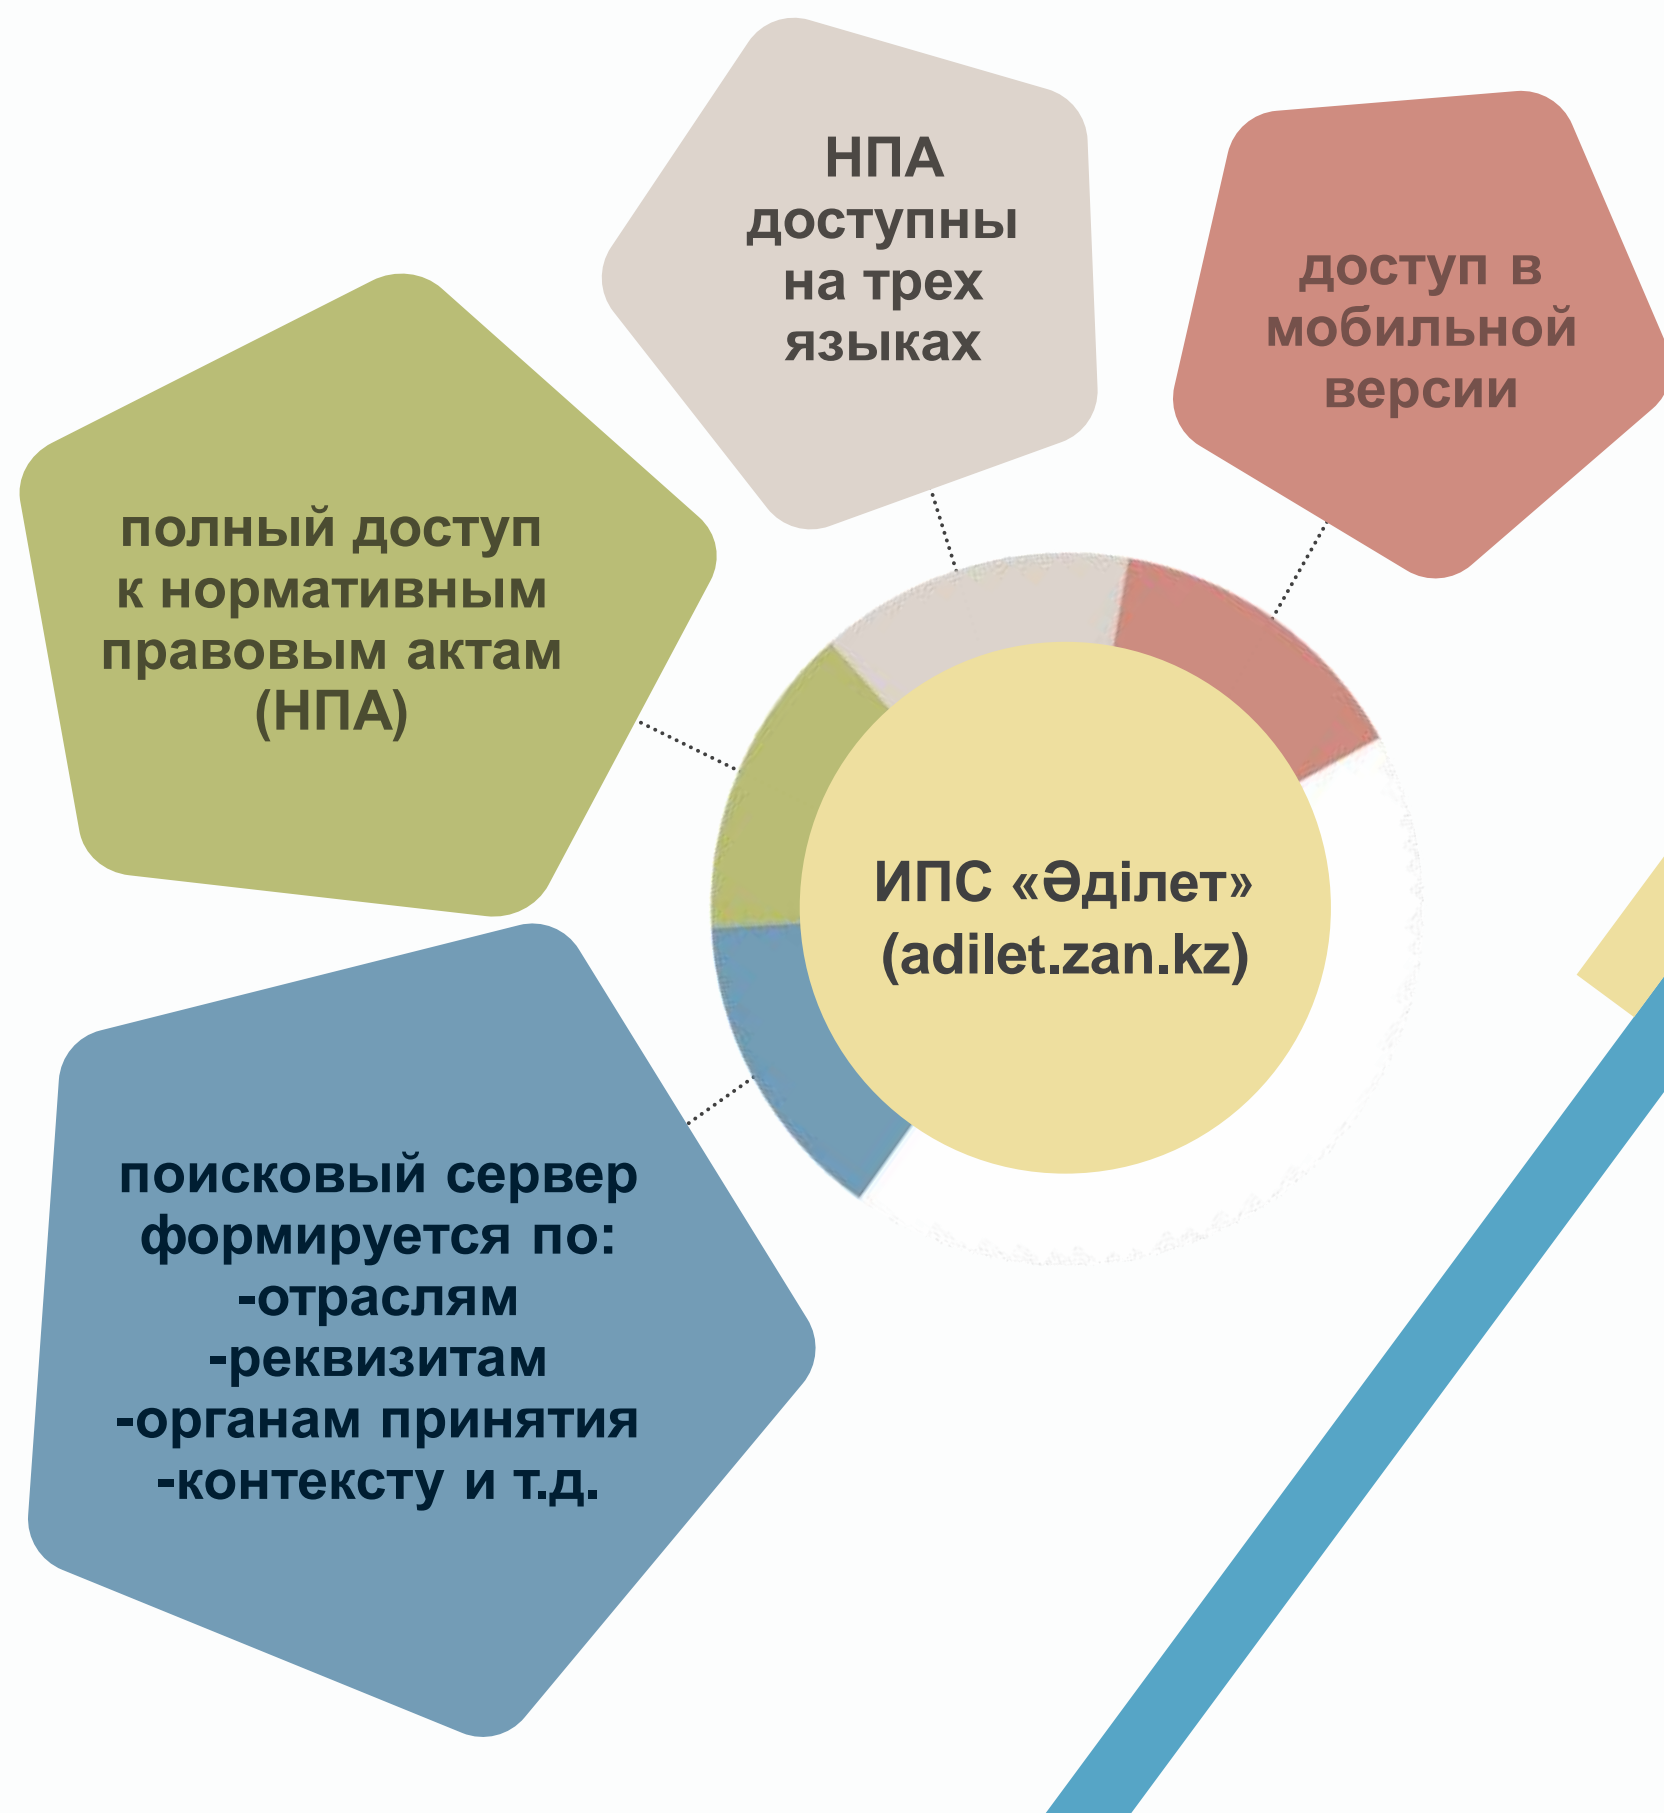 НПА
доступны
на трех
языках
доступ в
мобильной
версии
полный доступ
к нормативным
правовым актам
(НПА)
ИПС «Әділет»
(adilet.zan.kz)
поисковый сервер
формируется по:
-отраслям
-реквизитам
-органам принятия
-контексту и т.д.